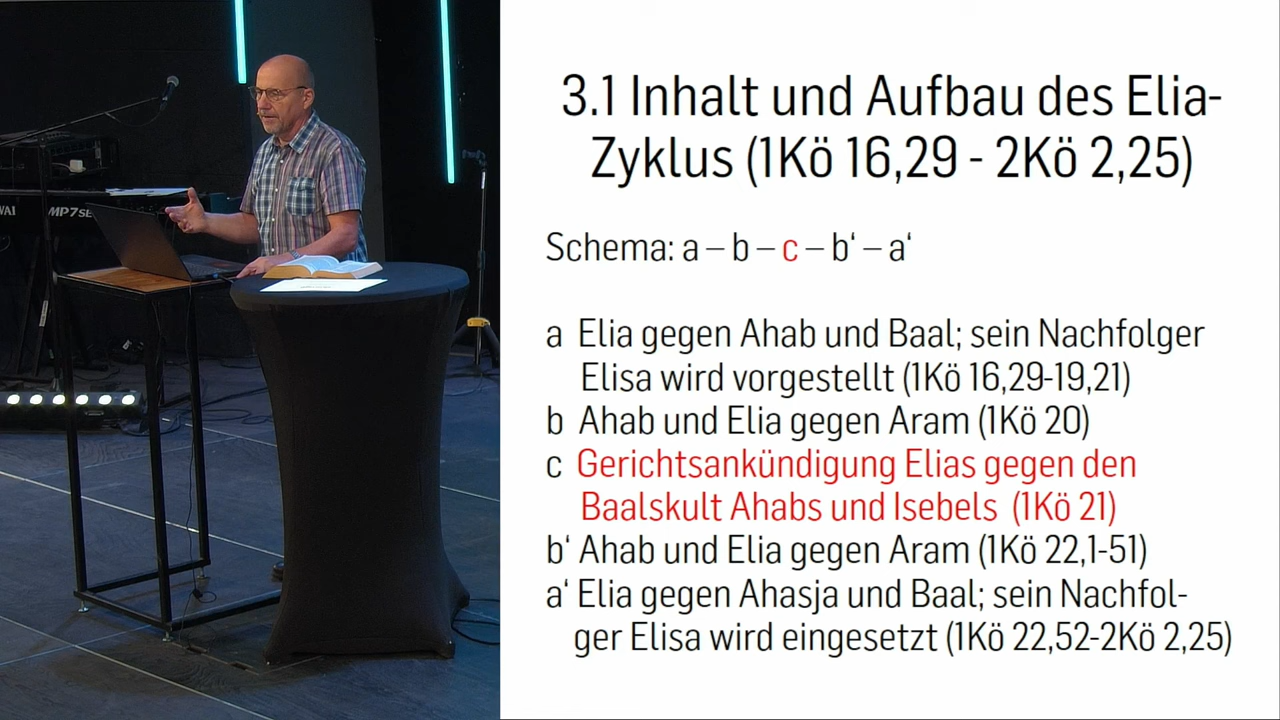 3.1 Inhalt und Aufbau des Elia-
Zyklus (1Kö 16,29 - 2Kö 2,25)
Schema: a – b – c – b‘ – a‘
a Elia gegen Ahab und Baal; sein Nachfolger
Elisa wird vorgestellt (1Kö 16,29-19,21)
b Ahab und Elia gegen Aram (1Kö 20)
c Gerichtsankündigung Elias gegen den
Baalskult Ahabs und Isebels (1Kö 21)
b‘ Ahab und Elia gegen Aram (1Kö 22,1-51)
a‘ Elia gegen Ahasja und Baal; sein Nachfol-
ger Elisa wird eingesetzt (1Kö 22,52-2Kö 2,25)
WAI MP7SE